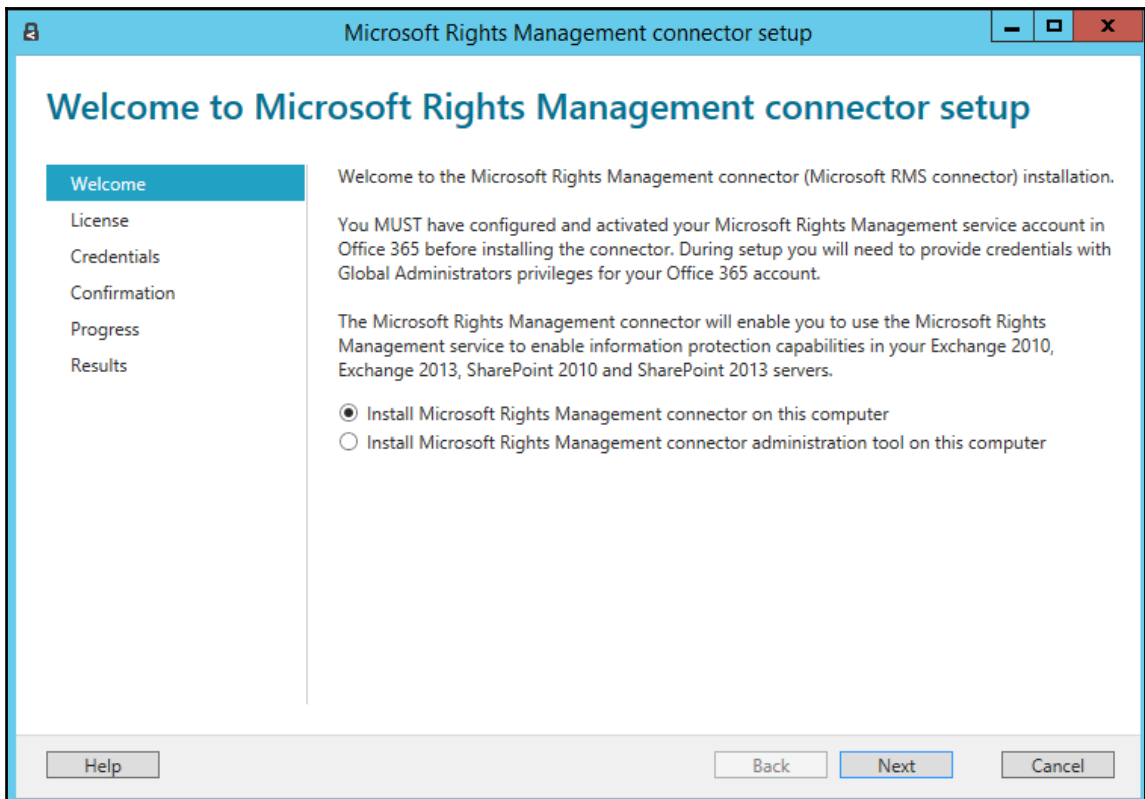 Microsoft Rights Management connector setup
Welcome to Microsoft Rights Management connector setup
Welcome
License
Credentials
Confirmation
Progress
Results
Welcome to the Microsoft Rights Management connector (Microsoft RMS connector) installation.
You MUST have configured and activated your Microsoft Rights Management service account in
Office 365 before installing the connector. During setup you will need to provide credentials with
Global Administrators privileges for your Office 365 account.
The Microsoft Rights Management connector will enable you to use the Microsoft Rights
Management service to enable information protection capabilities in your Exchange 2010,
Exchange 2013, SharePoint 2010 and SharePoint 2013 servers.
Install Microsoft Rights Management connector on this computer
Install Microsoft Rights Management connector administration tool on this computer
Help
Back
Next
Cancel